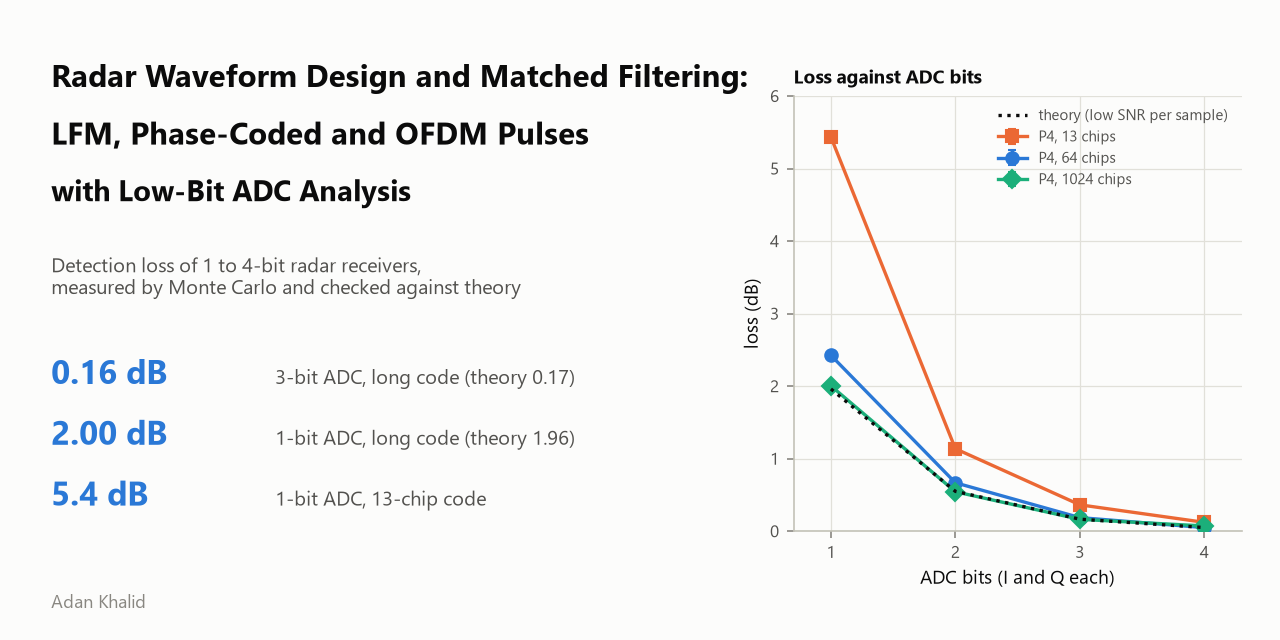 Radar Waveform Design and Matched Filtering:
LFM, Phase-Coded and OFDM Pulses
with Low-Bit ADC Analysis
Detection loss of 1 to 4-bit radar receivers,
measured by Monte Carlo and checked against theory
0.16 dB 3-bit ADC, long code (theory 0.17)
2.00 dB 1-bit ADC, long code (theory 1.96)
5.4 dB 1-bit ADC, 13-chip code
Adan Khalid
Loss against ADC bits
theory (low SNR per sample)
P4, 13 chips
P4, 64 chips
P4, 1024 chips
loss (dB)
6
5
4
3
2
1
0
1 2 3 4
ADC bits (I and Q each)